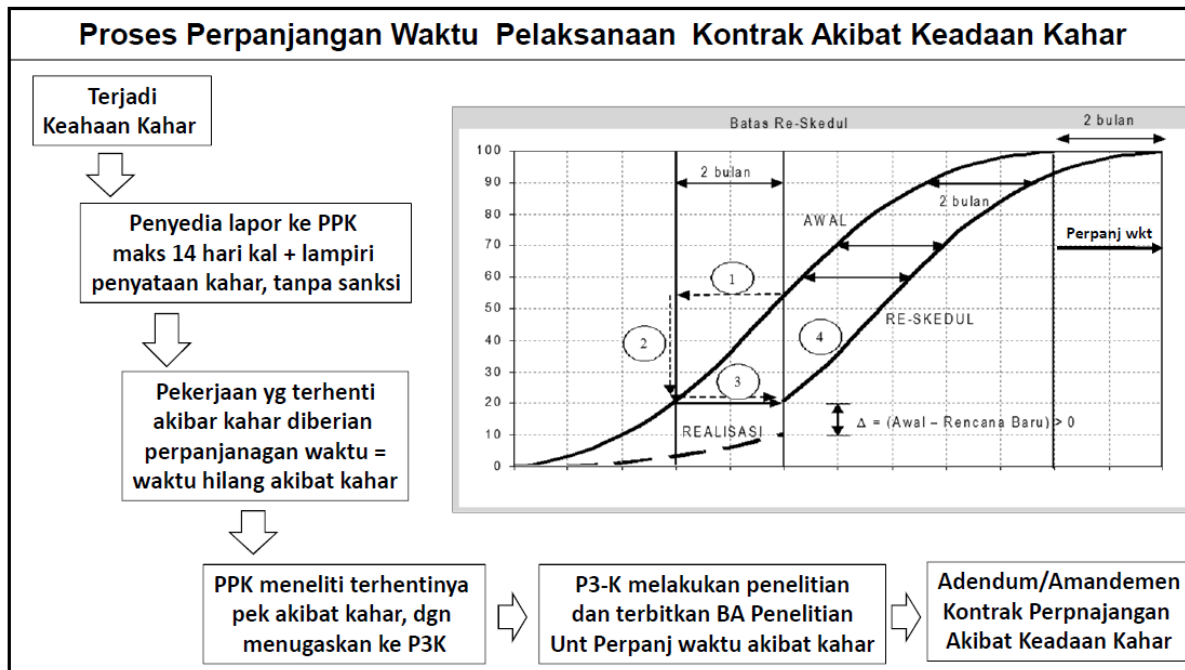 Proses Perpanjangan Waktu Pelaksanaan Kontrak Akibat Keadaan Kahar
Terjadi
Keahaan Kahar
Penyedia lapor ke PPK
maks 14 hari kal + lampiri
penyataan kahar, tanpa sanksi
Pekerjaan yg terhenti
akibar kahar diberian
perpanjanagan waktu =
waktu hilang akibat kahar
PPK meneliti terhentinya
pek akibat kahar, dgn
menugaskan ke P3K
P3-K melakukan penelitian
dan terbitkan BA Penelitian
Unt Perpanj waktu akibat kahar
Adendum/Amandemen
Kontrak Perpnajangan
Akibat Keadaan Kahar
Batas Re-Skedul
2 bulan
100
90
80
70
60
50
40
30
20
10
0
2 bulan
AWAL
2 bulan
Perpanj wkt
1
2
3
4
RE-SKEDUL
REALISASI
Δ = (Awal – Rencana Baru) > 0